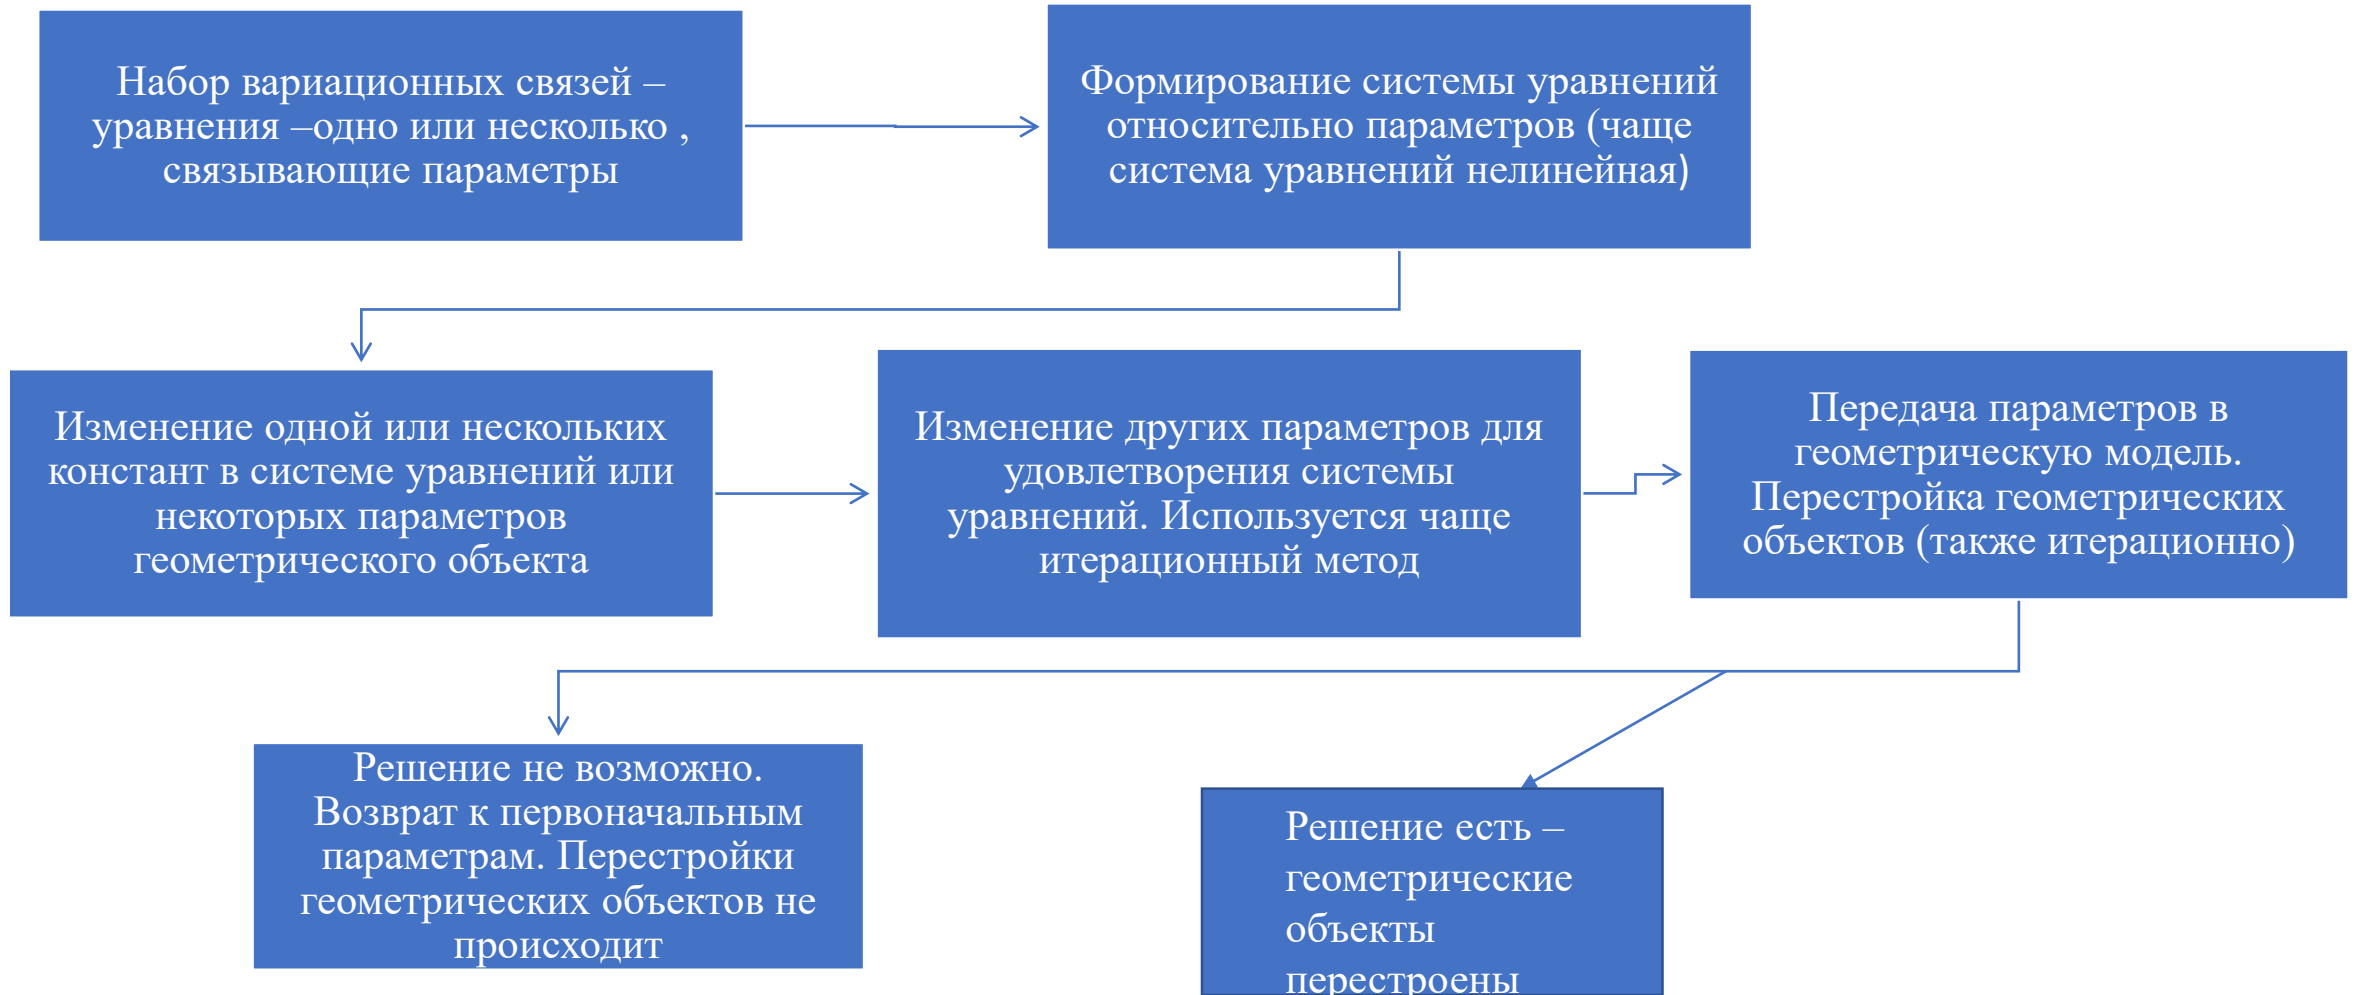 Набор вариационных связей –
уравнения –одно или несколько ,
связывающие параметры
Формирование системы уравнений
относительно параметров (чаще
система уравнений нелинейная)
Изменение одной или нескольких
констант в системе уравнений или
некоторых параметров
геометрического объекта
Изменение других параметров для
удовлетворения системы
уравнений. Используется чаще
итерационный метод
Передача параметров в
геометрическую модель.
Перестройка геометрических
объектов (также итерационно)
Решение не возможно.
Возврат к первоначальным
параметрам. Перестройки
геометрических объектов не
происходит
Решение есть –
геометрические
объекты
перестроены